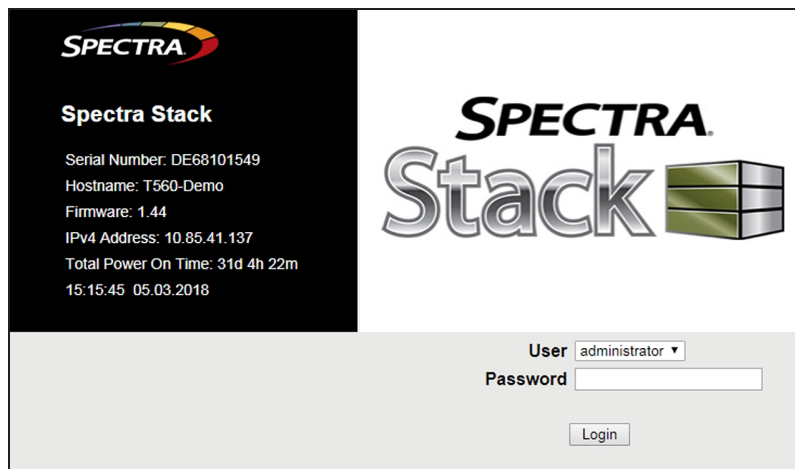 SPECTRA
Spectra Stack
Serial Number: DE68101549
Hostname: T560-Demo
Firmware: 1.44
IPv4 Address: 10.85.41.137
Total Power On Time: 31d 4h 22m
15:15:45 05.03.2018
SPECTRA.
Stack
User administrator
Password
Login